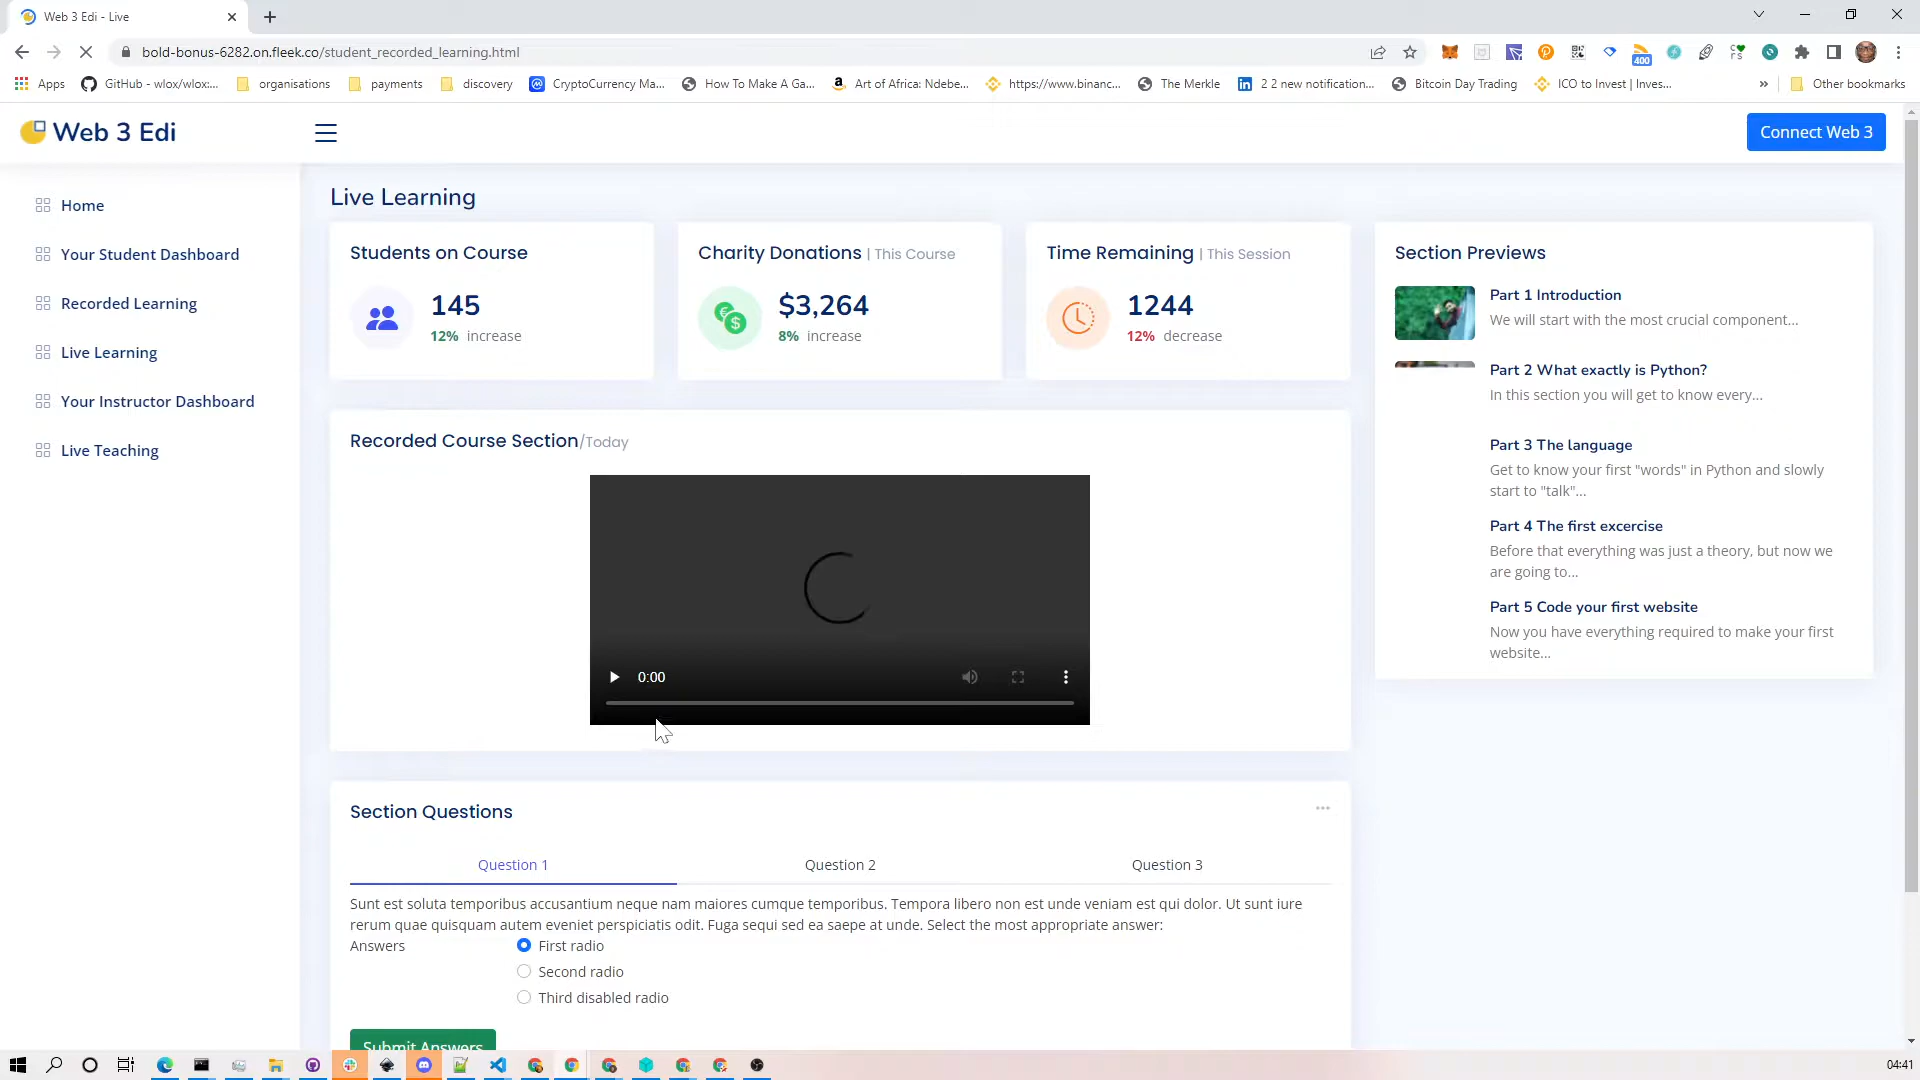 Web 3 Edi - Live
bold-bonus-6282.on.fleek.co/student_recorded_learning.html
400
Apps
GitHub - wlox/wlox:...
organisations
payments
discovery
CryptoCurrency Ma...
How To Make A Ga...
Art of Africa: Ndebe...
https://www.binanc...
The Merkle
2 2 new notification...
Bitcoin Day Trading
ICO to Invest | Inves...
»
Other bookmarks
Web 3 Edi
Connect Web 3
Home
Your Student Dashboard
Recorded Learning
Live Learning
Your Instructor Dashboard
Live Teaching
Live Learning
Students on Course
145
12% increase
Charity Donations | This Course
$3,264
8% increase
Time Remaining | This Session
1244
12% decrease
Recorded Course Section/Today
0:00
Section Previews
Part 1 Introduction
We will start with the most crucial component...
Part 2 What exactly is Python?
In this section you will get to know every...
Part 3 The language
Get to know your first "words" in Python and slowly
start to "talk"...
Part 4 The first excercise
Before that everything was just a theory, but now we
are going to...
Part 5 Code your first website
Now you have everything required to make your first
website...
Section Questions
Question 1
Question 2
Question 3
Sunt est soluta temporibus accusantium neque nam maiores cumque temporibus. Tempora libero non est unde veniam est qui dolor. Ut sunt iure
rerum quae quisquam autem eveniet perspiciatis odit. Fuga sequi sed ea saepe at unde. Select the most appropriate answer:
Answers
First radio
Second radio
Third disabled radio
Submit Answers
04:41